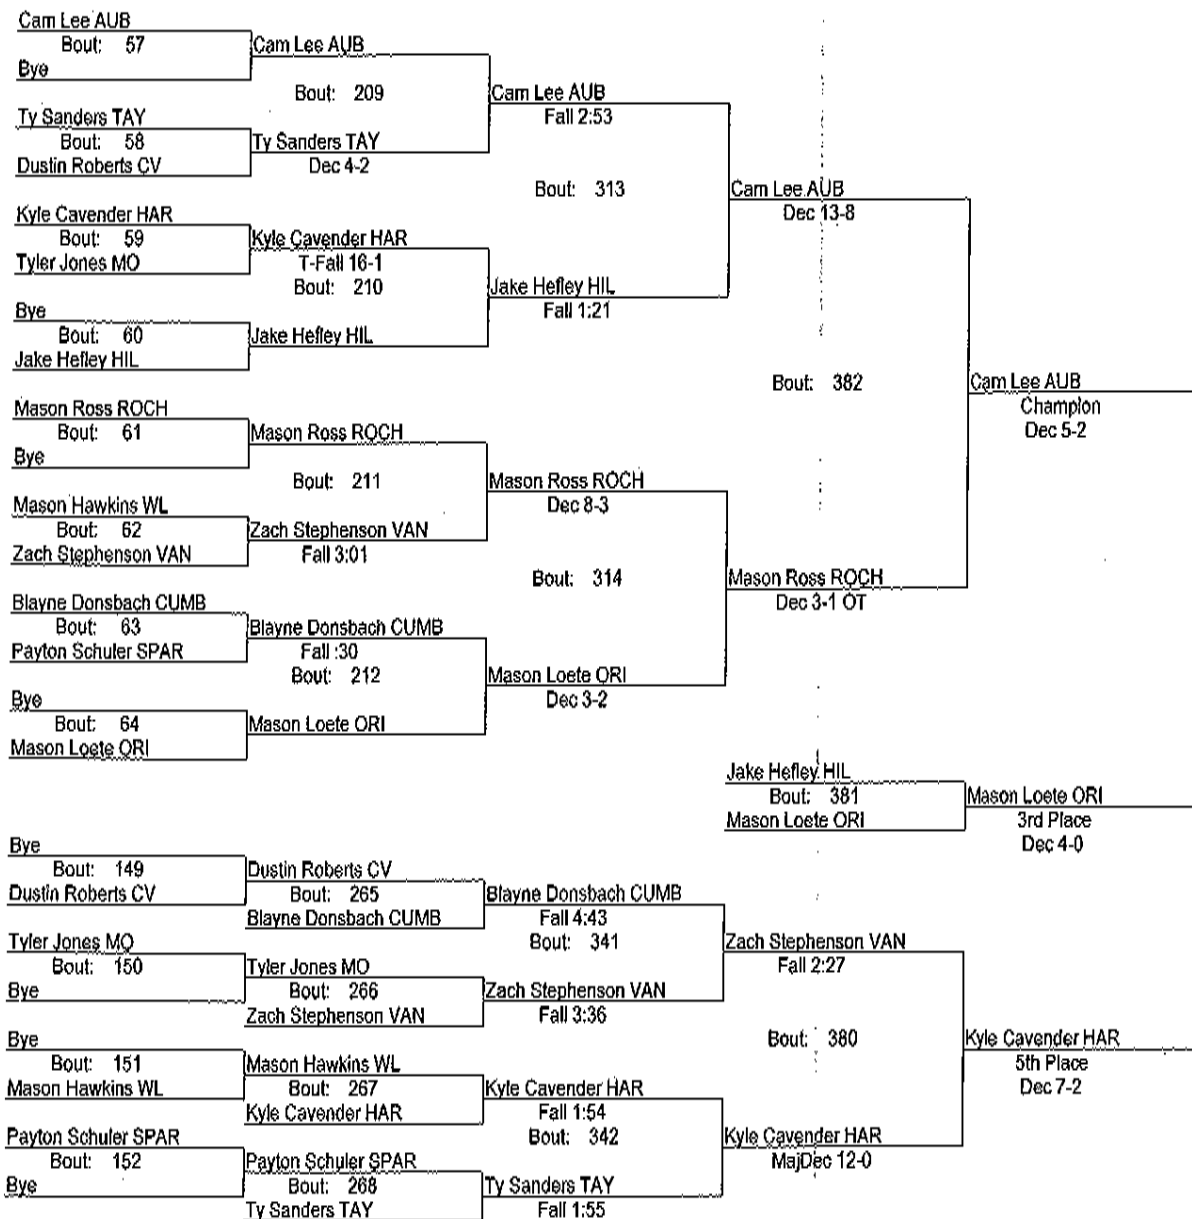 Cam Lee AUB
Bout: 57
Bye
Cam Lee AUB
Bout: 209
Ty Sanders TAY
Bout: 58
Dustin Roberts CV
Ty Sanders TAY
Dec 4-2
Cam Lee AUB
Fall 2:53
Bout: 313
Kyle Cavender HAR
Bout: 59
Tyler Jones MO
Kyle Cavender HAR
T-Fall 16-1
Bout: 210
Bye
Bout: 60
Jake Hefley HIL
Jake Hefley HIL
Jake Hefley HIL
Fall 1:21
Cam Lee AUB
Dec 13-8
Bout: 382
Mason Ross ROCH
Bout: 61
Bye
Mason Ross ROCH
Bout: 211
Mason Hawkins WL
Bout: 62
Zach Stephenson VAN
Zach Stephenson VAN
Fall 3:01
Mason Ross ROCH
Dec 8-3
Bout: 314
Blayne Donsbach CUMB
Bout: 63
Payton Schuler SPAR
Blayne Donsbach CUMB
Fall :30
Bout: 212
Bye
Bout: 64
Mason Loete ORI
Mason Loete ORI
Mason Loete ORI
Dec 3-2
Mason Ross ROCH
Dec 3-1 OT
Cam Lee AUB
Champion
Dec 5-2
Jake Hefley HIL
Bout: 381
Mason Loete ORI
Mason Loete ORI
3rd Place
Dec 4-0
Bye
Bout: 149
Dustin Roberts CV
Dustin Roberts CV
Bout: 265
Blayne Donsbach CUMB
Blayne Donsbach CUMB
Fall 4:43
Bout: 341
Tyler Jones MO
Bout: 150
Bye
Tyler Jones MO
Bout: 266
Zach Stephenson VAN
Zach Stephenson VAN
Fall 3:36
Zach Stephenson VAN
Fall 2:27
Bout: 380
Bye
Bout: 151
Mason Hawkins WL
Mason Hawkins WL
Bout: 267
Kyle Cavender HAR
Kyle Cavender HAR
Fall 1:54
Bout: 342
Payton Schuler SPAR
Bout: 152
Bye
Payton Schuler SPAR
Bout: 268
Ty Sanders TAY
Ty Sanders TAY
Fall 1:55
Kyle Cavender HAR
MajDec 12-0
Kyle Cavender HAR
5th Place
Dec 7-2